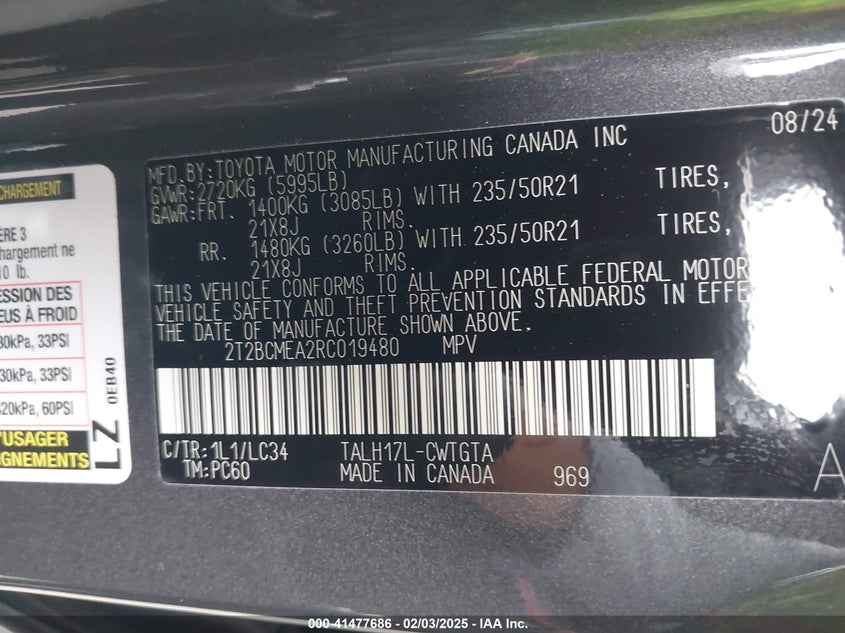 08/24
MFD.BY:TOYOTA MOTOR MANUFACTURING CANADA INC
GVWR:2720KG (5995LB)
GAWR:FRT. 1400KG (3085LB) WITH 235/50R21 TIRES,
21X8J RIMS.
RR. 1480KG (3260LB) WITH 235/50R21 TIRES,
21X8J RIMS.
THIS VEHICLE CONFORMS TO ALL APPLICABLE FEDERAL MOTOR
VEHICLE SAFETY AND THEFT PREVENTION STANDARDS IN EFFE
THE DATE OF MANUFACTURE SHOWN ABOVE.
2T2BCMEA2RC019480 MPV
C/TR:1L1/LC34 TALH17L-CWTGTA
TM:PC60 MADE IN CANADA 969
A
CHARGEMENT
ÈRE 3
chargement ne
lb.
ESSION DES
EUS À FROID
30kPa, 33PSI
30kPa, 33PSI
20kPa, 60PSI
'USAGER
IGNEMENTS
LZ 0EB40
000-41477686 - 02/03/2025 - IAA Inc.